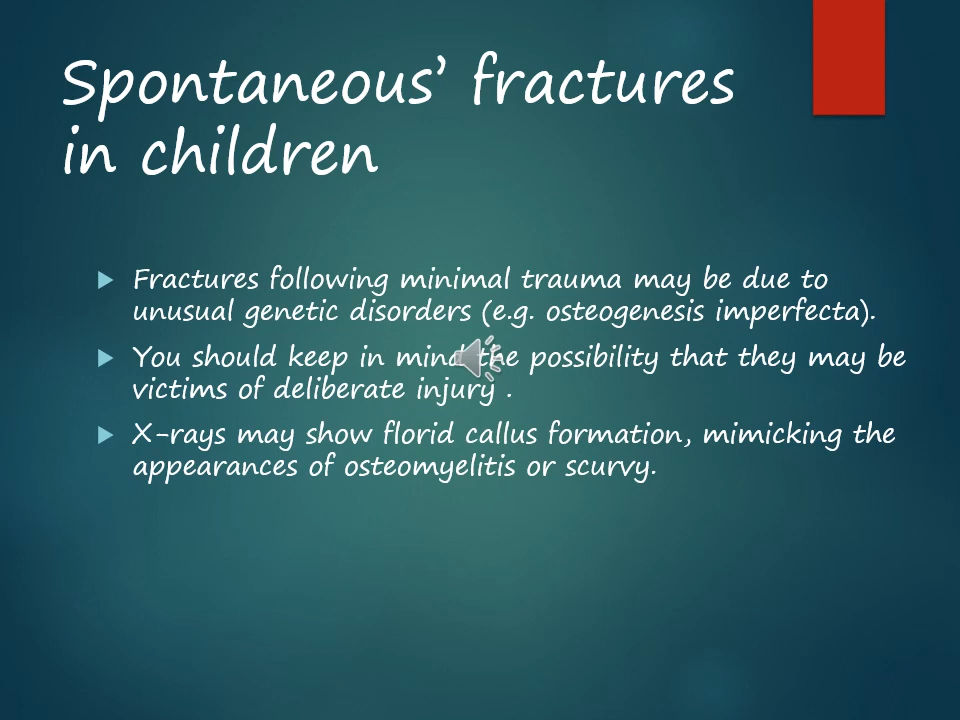 Spontaneous’ fractures
in children
Fractures following minimal trauma may be due to
unusual genetic disorders (e.g. osteogenesis imperfecta).
You should keep in mind the possibility that they may be
victims of deliberate injury .
X-rays may show florid callus formation, mimicking the
appearances of osteomyelitis or scurvy.